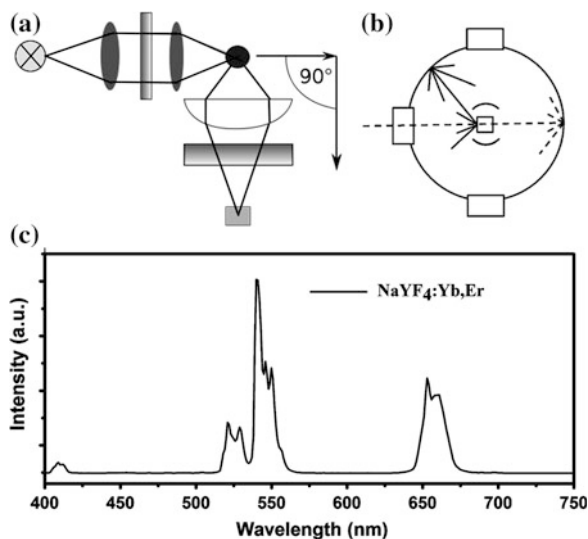 (a)
90°
(b)
(c)
NaYF4:Yb,Er
Intensity (a.u.)
400 450 500 550 600 650 700 750
Wavelength (nm)